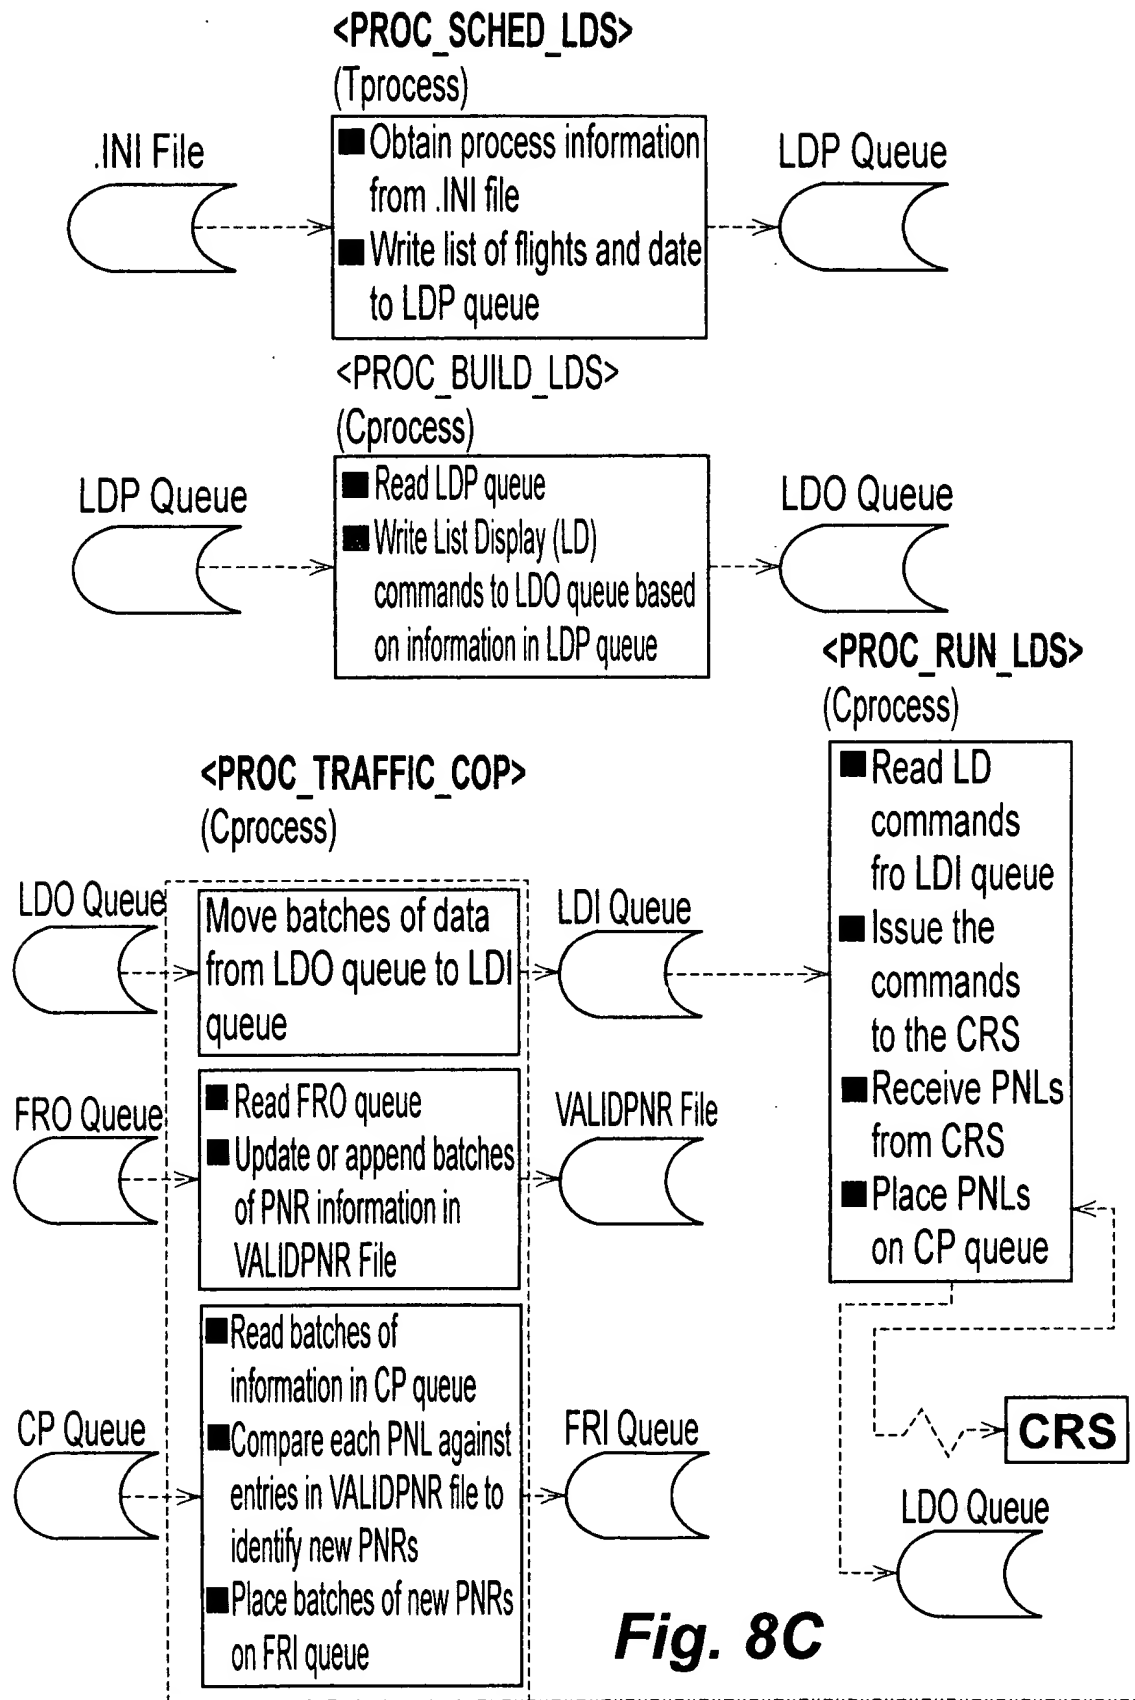 <PROC_SCHED_LDS>
(Tprocess)
.INI File
■ Obtain process information
from .INI file
■ Write list of flights and date
to LDP queue
LDP Queue
<PROC_BUILD_LDS>
(Cprocess)
LDP Queue
■ Read LDP queue
■ Write List Display (LD)
commands to LDO queue based
on information in LDP queue
LDO Queue
<PROC_RUN_LDS>
(Cprocess)
■ Read LD
commands
fro LDI queue
■ Issue the
commands
to the CRS
■ Receive PNLs
from CRS
■ Place PNLs
on CP queue
<PROC_TRAFFIC_COP>
(Cprocess)
LDO Queue
Move batches of data
from LDO queue to LDI
queue
LDI Queue
FRO Queue
■ Read FRO queue
■ Update or append batches
of PNR information in
VALIDPNR File
VALIDPNR File
CP Queue
■ Read batches of
information in CP queue
■ Compare each PNL against
entries in VALIDPNR file to
identify new PNRs
■ Place batches of new PNRs
on FRI queue
FRI Queue
CRS
LDO Queue
Fig. 8C